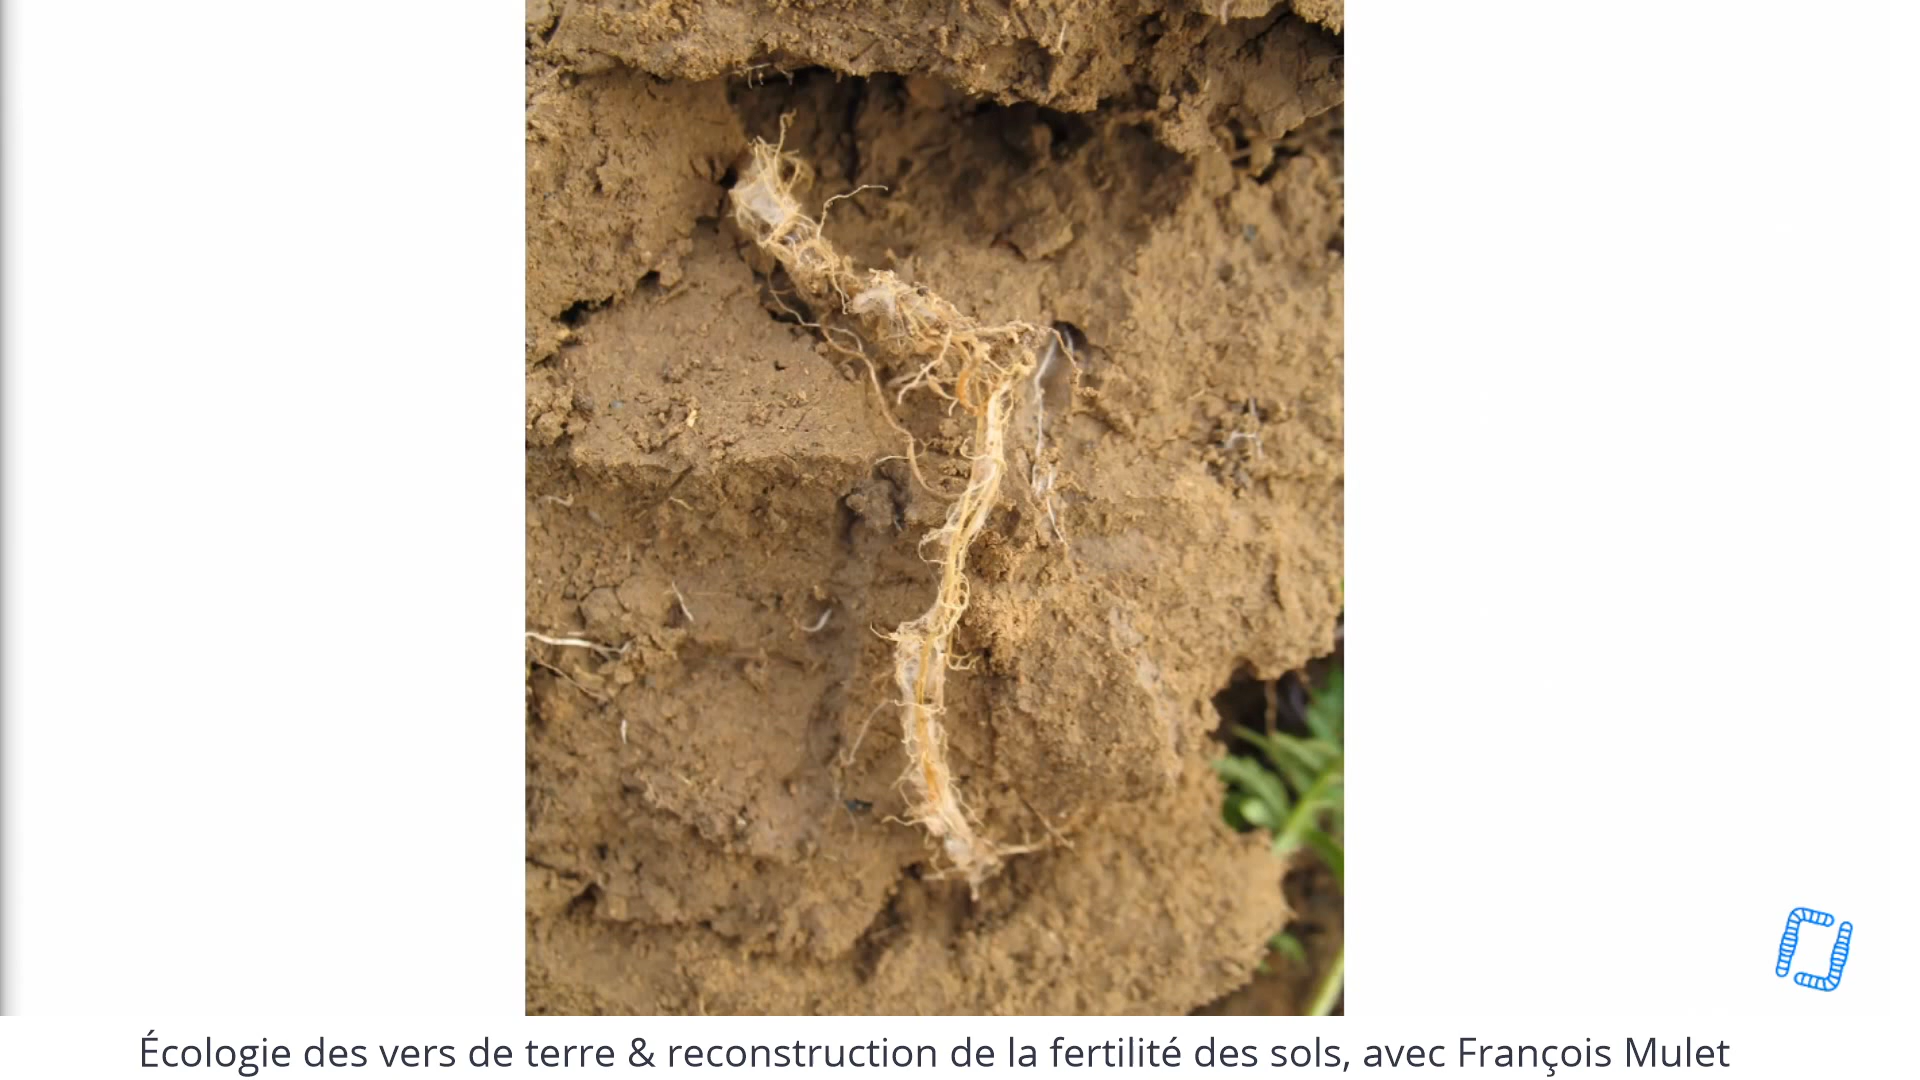 Écologie des vers de terre & reconstruction de la fertilité des sols, avec François Mulet